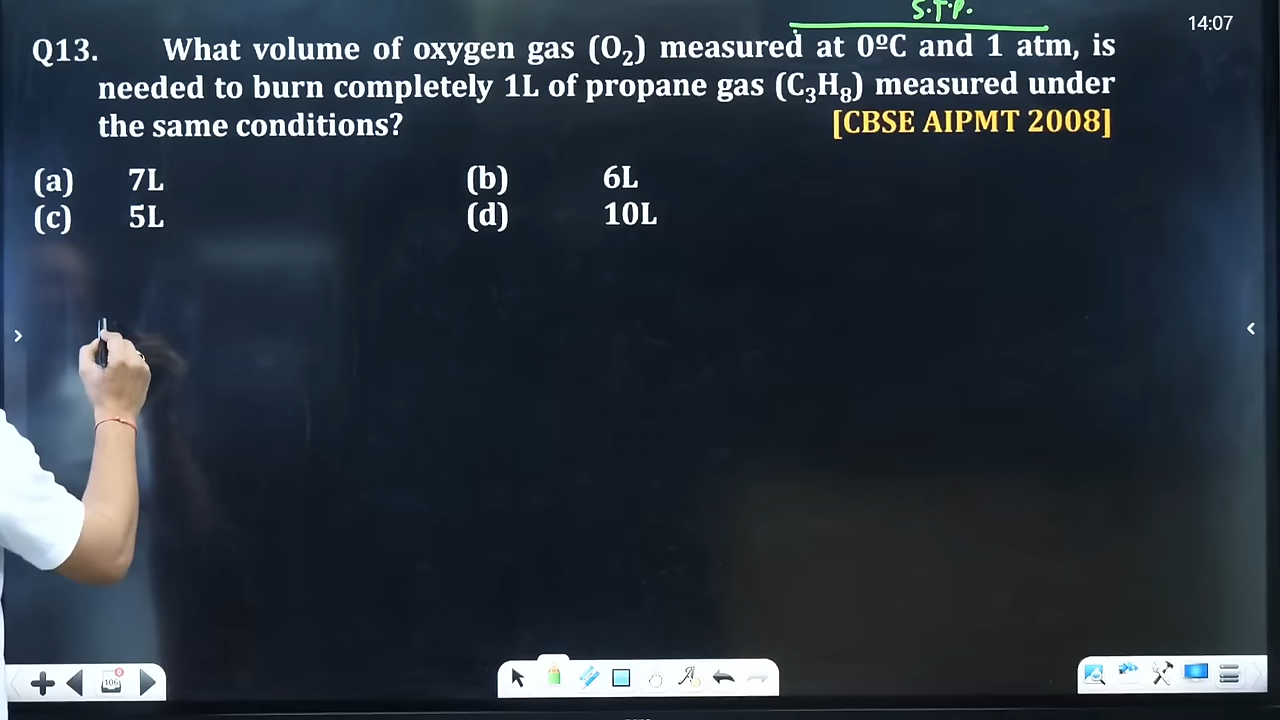 S.T.P.
14:07
Q13. What volume of oxygen gas (O₂) measured at 0ºC and 1 atm, is
needed to burn completely 1L of propane gas (C₃H₈) measured under
the same conditions? [CBSE AIPMT 2008]
(a) 7L (b) 6L
(c) 5L (d) 10L
106